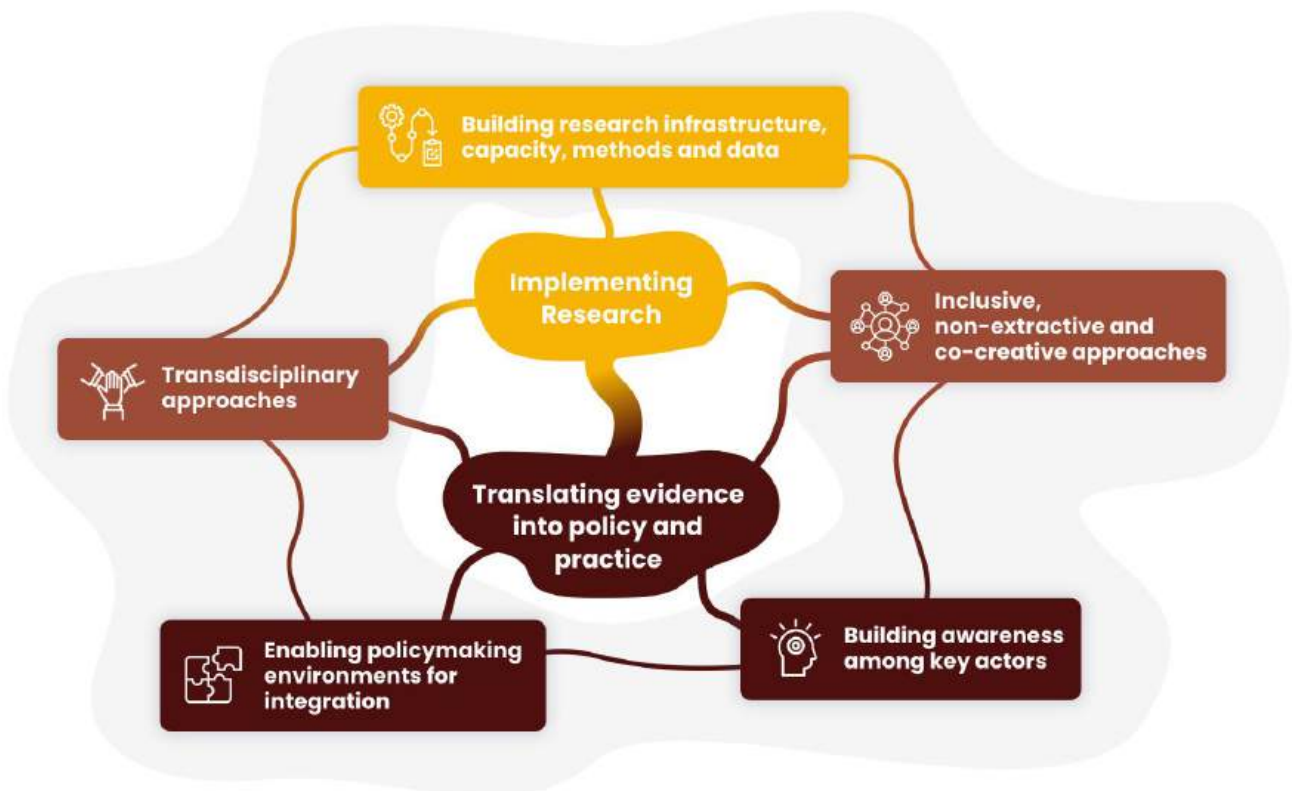 Building research infrastructure,
capacity, methods and data
Implementing
Research
Inclusive,
non-extractive and
co-creative approaches
Transdisciplinary
approaches
Translating evidence
into policy and
practice
Enabling policymaking
environments for
integration
Building awareness
among key actors